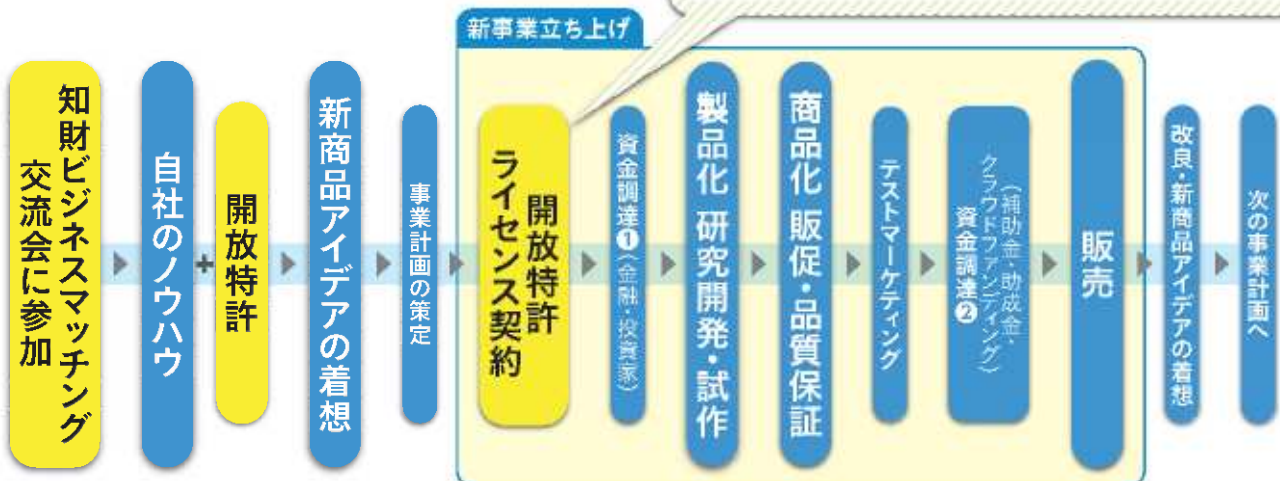 新事業立ち上げ
知財ビジネスマッチング
交流会に参加
自社のノウハウ
+
開放特許
新商品アイデアの着想
事業計画の策定
開放特許
ライセンス契約
資金調達❶(金融・投資家)
製品化 研究開発・試作
商品化 販促・品質保証
テストマーケティング
(補助金・助成金・
クラウドファンディング)
資金調達❷
販売
改良・新商品アイデアの着想
次の事業計画へ